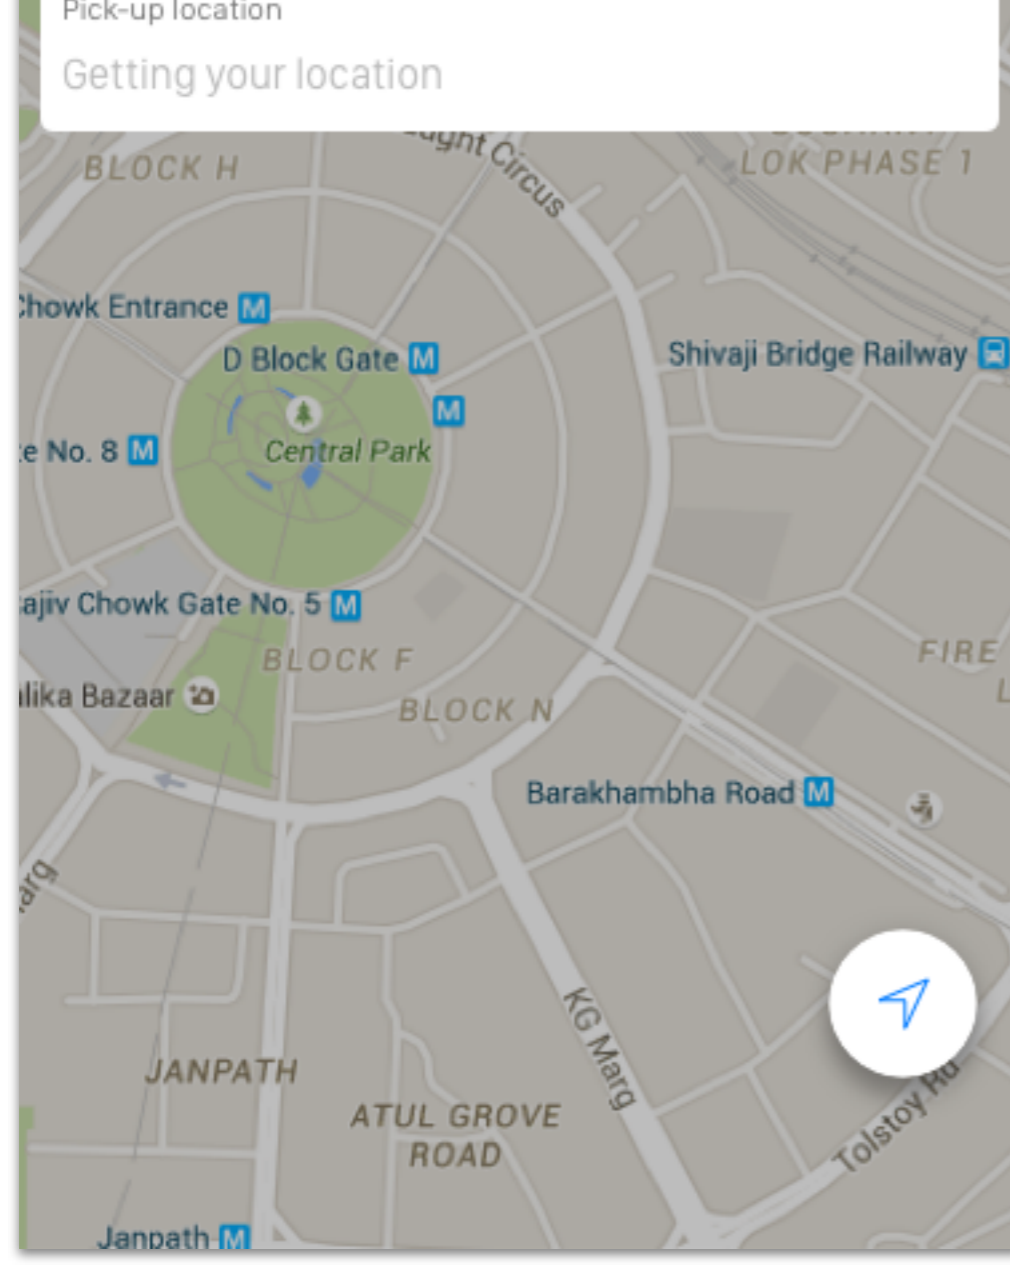 Pick-up location
Getting your location
Circus
BLOCK H
LOK PHASE 1
Chowk Entrance M
D Block Gate M
M
Shivaji Bridge Railway
No. 8 M
Central Park
Chowk Gate No. 5 M
BLOCK F
FIRE
Bazaar
BLOCK N
Barakhambha Road M
KG Marg
JANPATH
Tolstoy Rd
ATUL GROVE
ROAD
Janpath M